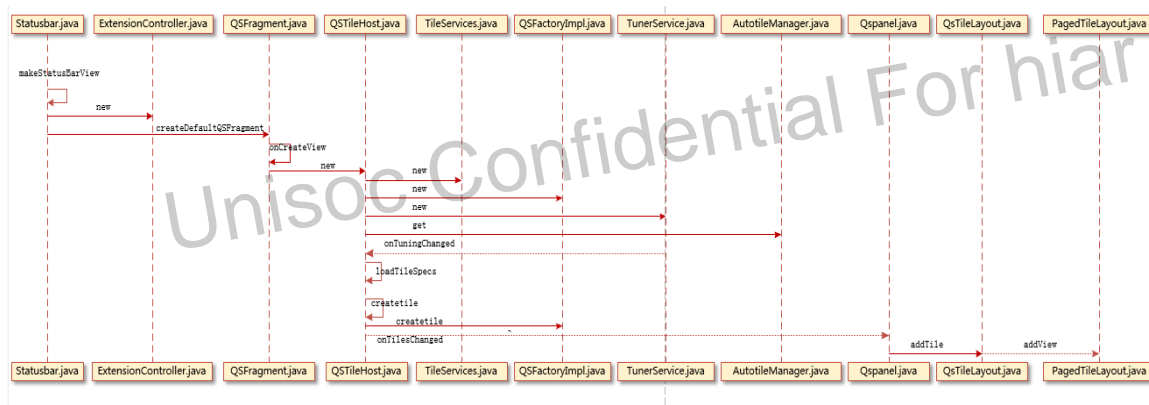 Statusbar.java ExtensionController.java QSFragment.java QSTileHost.java TileServices.java QSFactoryImpl.java TunerService.java AutotileManager.java Qspanel.java QsTileLayout.java PagedTileLayout.java
makeStatusBarView
new
createDefaultQSFragment
onCreateView
new
new
new
new
get
onTuningChanged
loadTileSpecs
createtile
createtile
onTilesChanged
addTile
addView
Statusbar.java ExtensionController.java QSFragment.java QSTileHost.java TileServices.java QSFactoryImpl.java TunerService.java AutotileManager.java Qspanel.java QsTileLayout.java PagedTileLayout.java
Unisoc Confidential For hiar